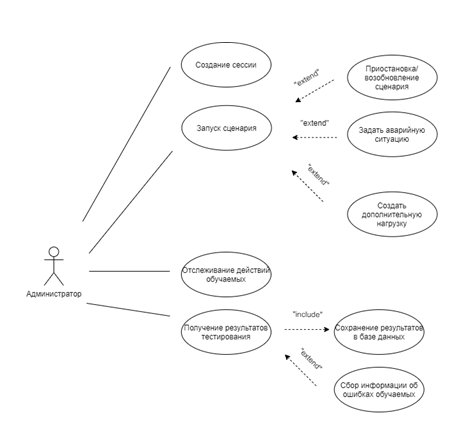 Создание сессии
"extend"
Приостановка/
возобновление
сценария
Запуск сценария
"extend"
Задать аварийную
ситуацию
"extend"
Создать
дополнительную
нагрузку
Администратор
Отслеживание действий
обучаемых
Получение результатов
тестирования
"include"
Сохранение результатов
в базе данных
"extend"
Сбор информации об
ошибках обучаемых